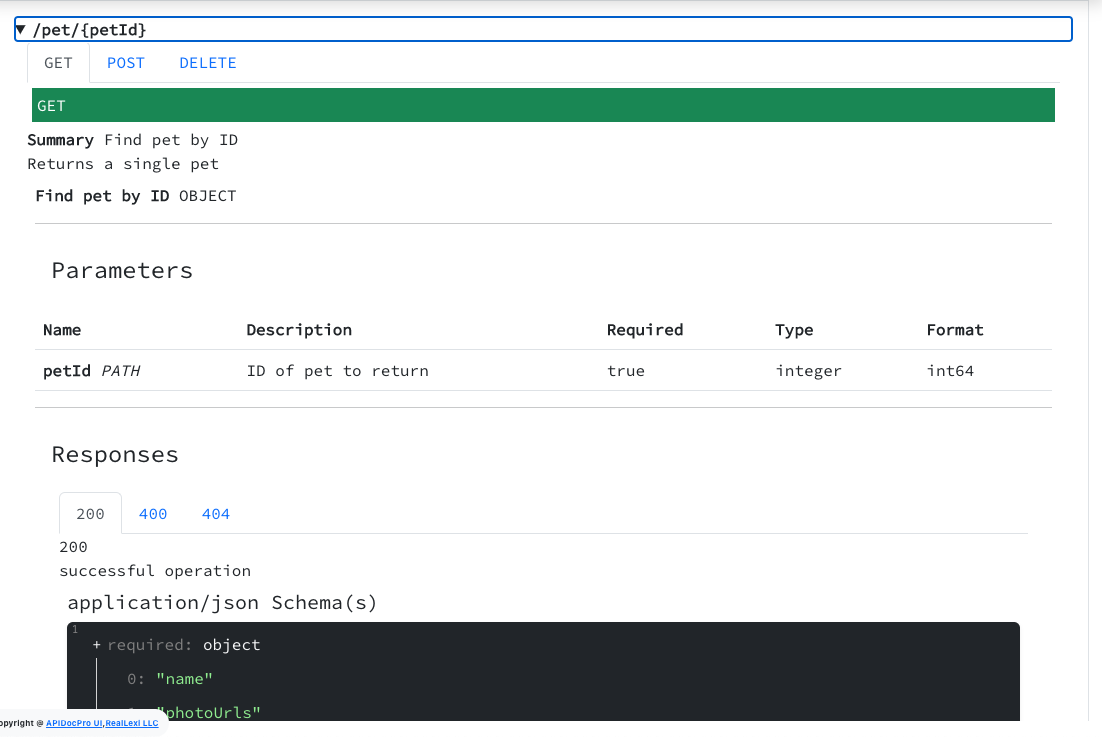 ▼ /pet/{petId}
GET POST DELETE
GET
Summary Find pet by ID
Returns a single pet
Find pet by ID OBJECT
Parameters
Name Description Required Type Format
petId PATH ID of pet to return true integer int64
Responses
200 400 404
200
successful operation
application/json Schema(s)
1
+ required: object
0: "name"
"photoUrls"
opyright @ APIDocPro UI,RealLexi LLC